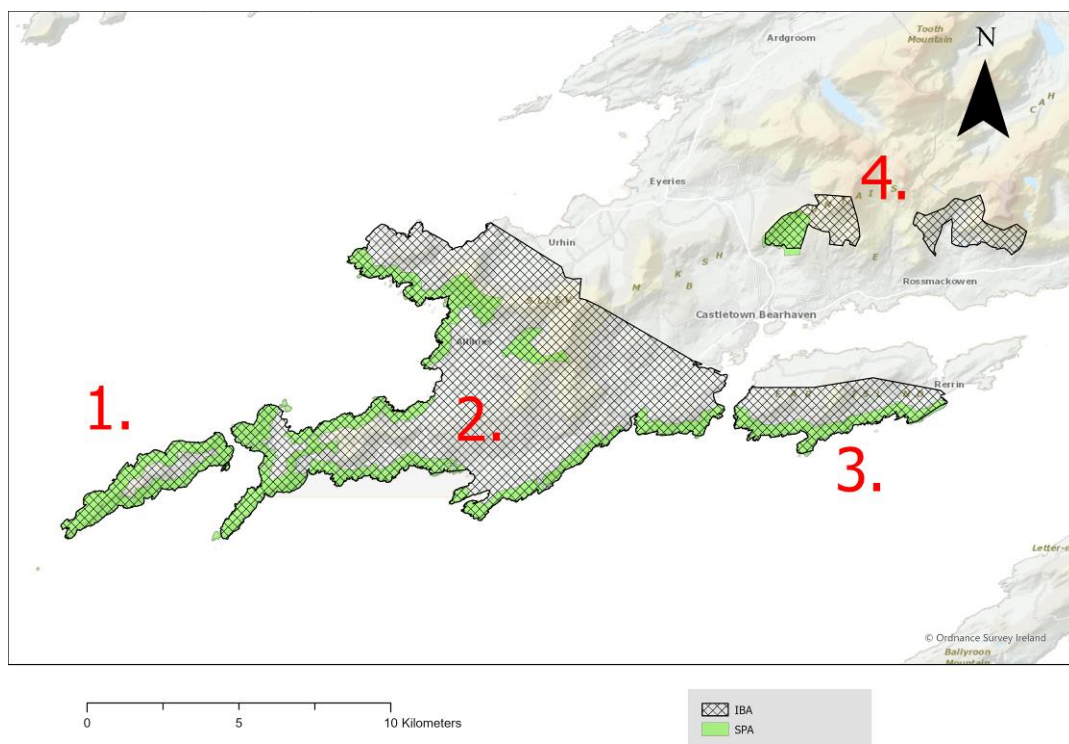 Ardgroom
Tooth
Mountain
N
C A H
Eyeries
4.
Urhin
Rossmackowen
M K B S H
Castletown Bearhaven
S L I E V
Allihies
1.
2.
Rerrin
3.
Letter-m
© Ordnance Survey Ireland
Ballyroon
Mountain
0 5 10 Kilometers
IBA
SPA